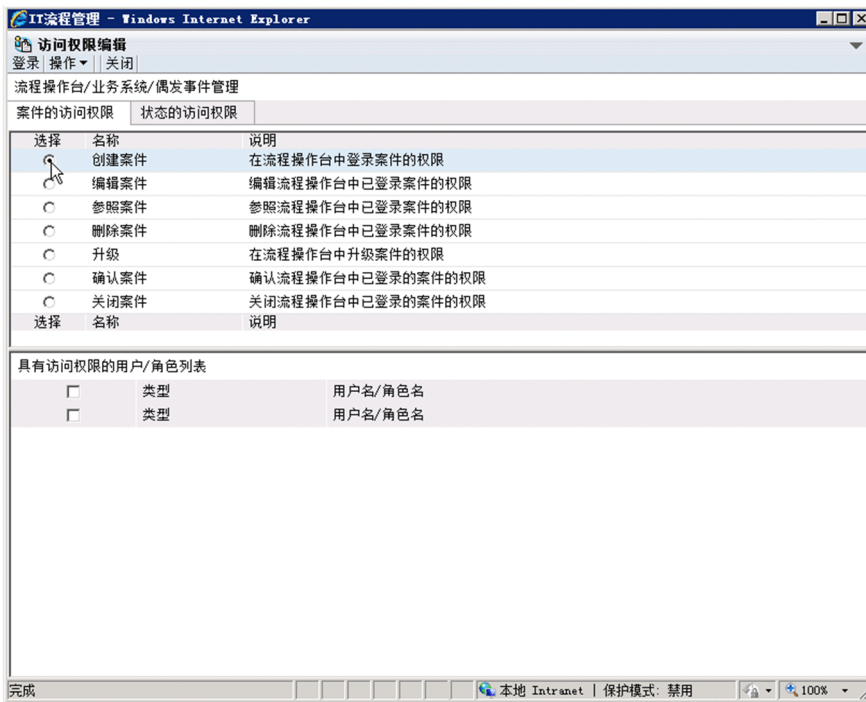 IT流程管理 - Windows Internet Explorer
访问权限编辑
登录 操作 关闭
流程操作台/业务系统/偶发事件管理
案件的访问权限 状态的访问权限
选择 名称 说明
创建案件 在流程操作台中登录案件的权限
编辑案件 编辑流程操作台中已登录案件的权限
参照案件 参照流程操作台中已登录案件的权限
删除案件 删除流程操作台中已登录案件的权限
升级 在流程操作台中升级案件的权限
确认案件 确认流程操作台中已登录的案件的权限
关闭案件 关闭流程操作台中已登录的案件的权限
选择 名称 说明
具有访问权限的用户/角色列表
类型 用户名/角色名
类型 用户名/角色名
完成 本地 Intranet | 保护模式: 禁用 100%